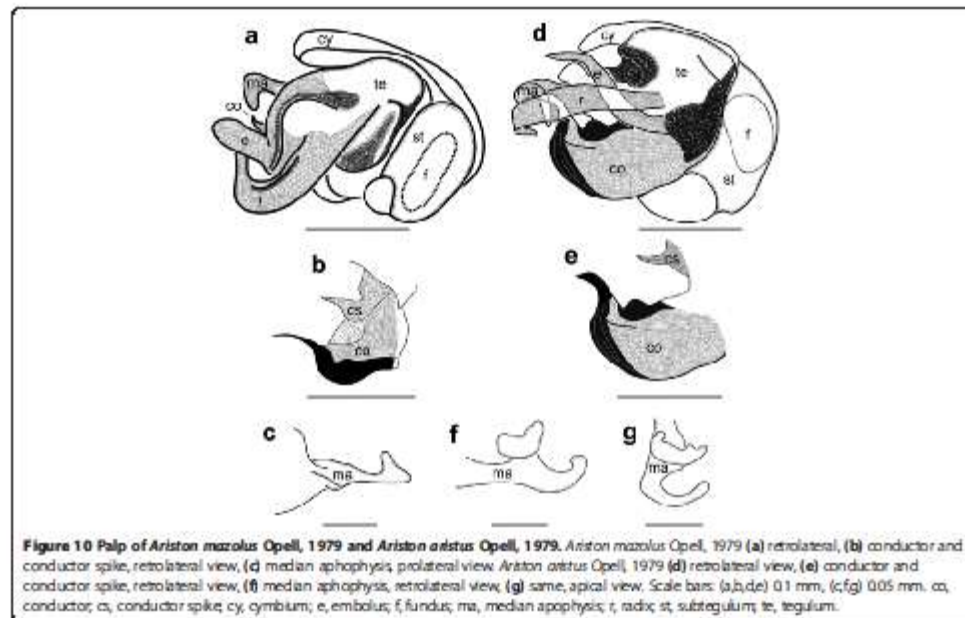 a
cy
ma
te
co
st
e
f
r
d
cy
e
te
ma
r
f
co
st
b
cs
co
e
cs
co
c
ma
f
ma
g
ma
Figure 10 Palp of Ariston mazolus Opell, 1979 and Ariston aristus Opell, 1979. Ariston mazolus Opell, 1979 (a) retrolateral, (b) conductor and
conductor spike, retrolateral view, (c) median aphophysis, prolateral view. Ariston aristus Opell, 1979 (d) retrolateral view, (e) conductor and
conductor spike, retrolateral view, (f) median aphophysis, retrolateral view, (g) same, apical view. Scale bars: (a,b,d,e) 0.1 mm, (c,f,g) 0.05 mm. co,
conductor; cs, conductor spike; cy, cymbium; e, embolus; f, fundus; ma, median apophysis; r, radix; st, subtegulum; te, tegulum.